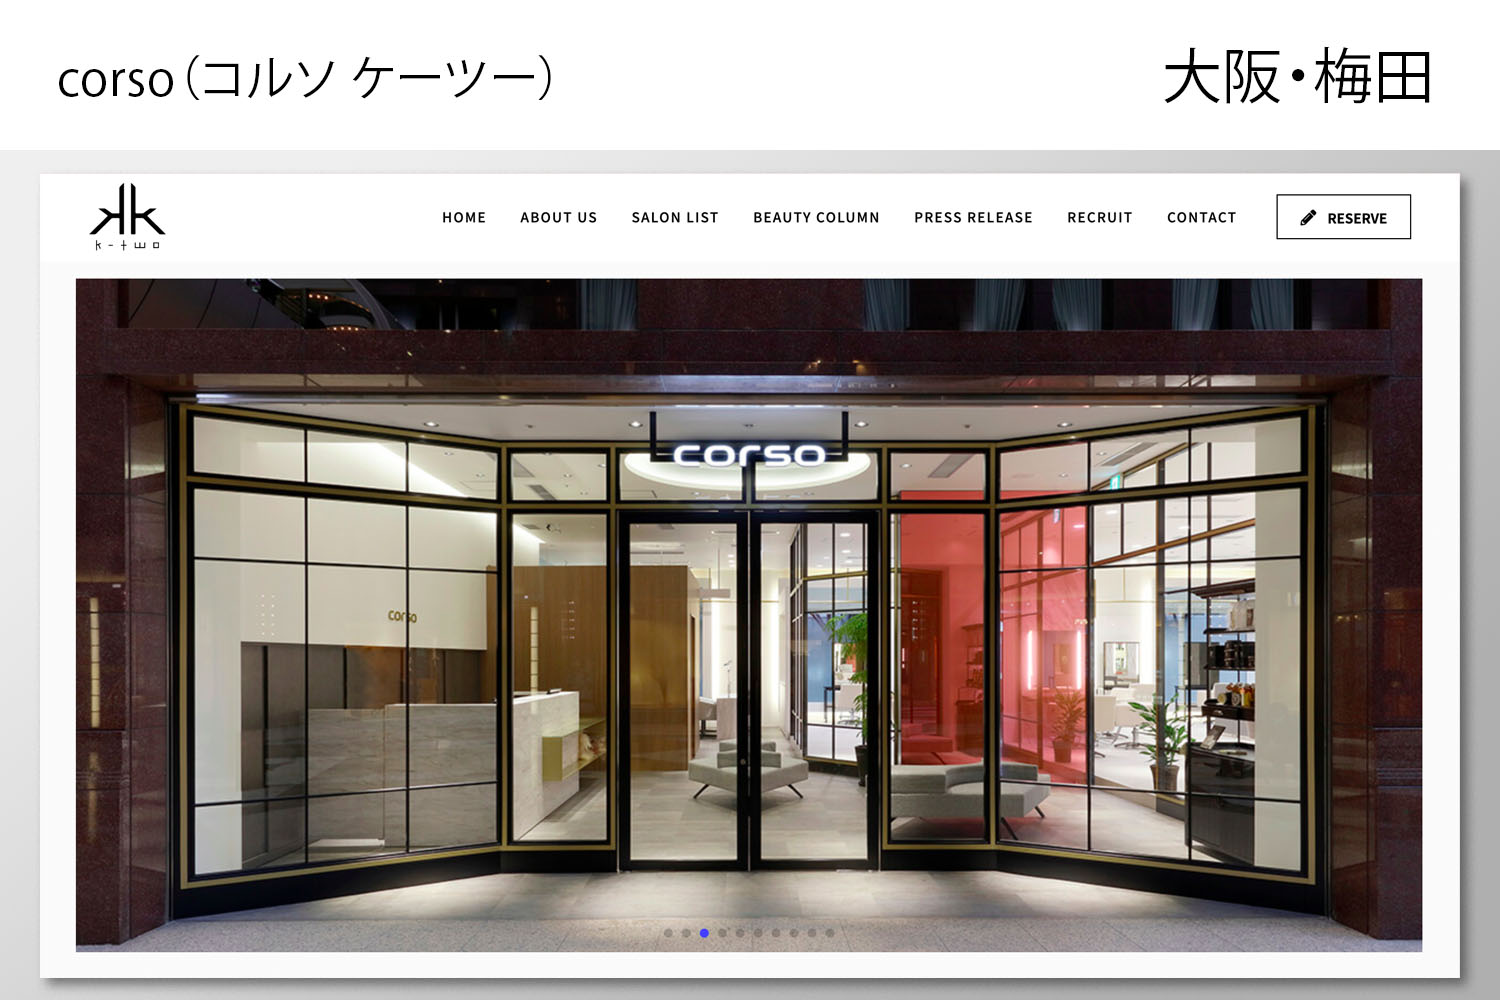 corso（コルソ ケーツー）
大阪・梅田
k-two
HOME ABOUT US SALON LIST BEAUTY COLUMN PRESS RELEASE RECRUIT CONTACT RESERVE
corso
corso